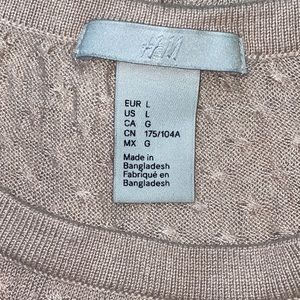 H&M
EUR L
US L
CA G
CN 175/104A
MX G
Made in
Bangladesh
Fabriqué en
Bangladesh